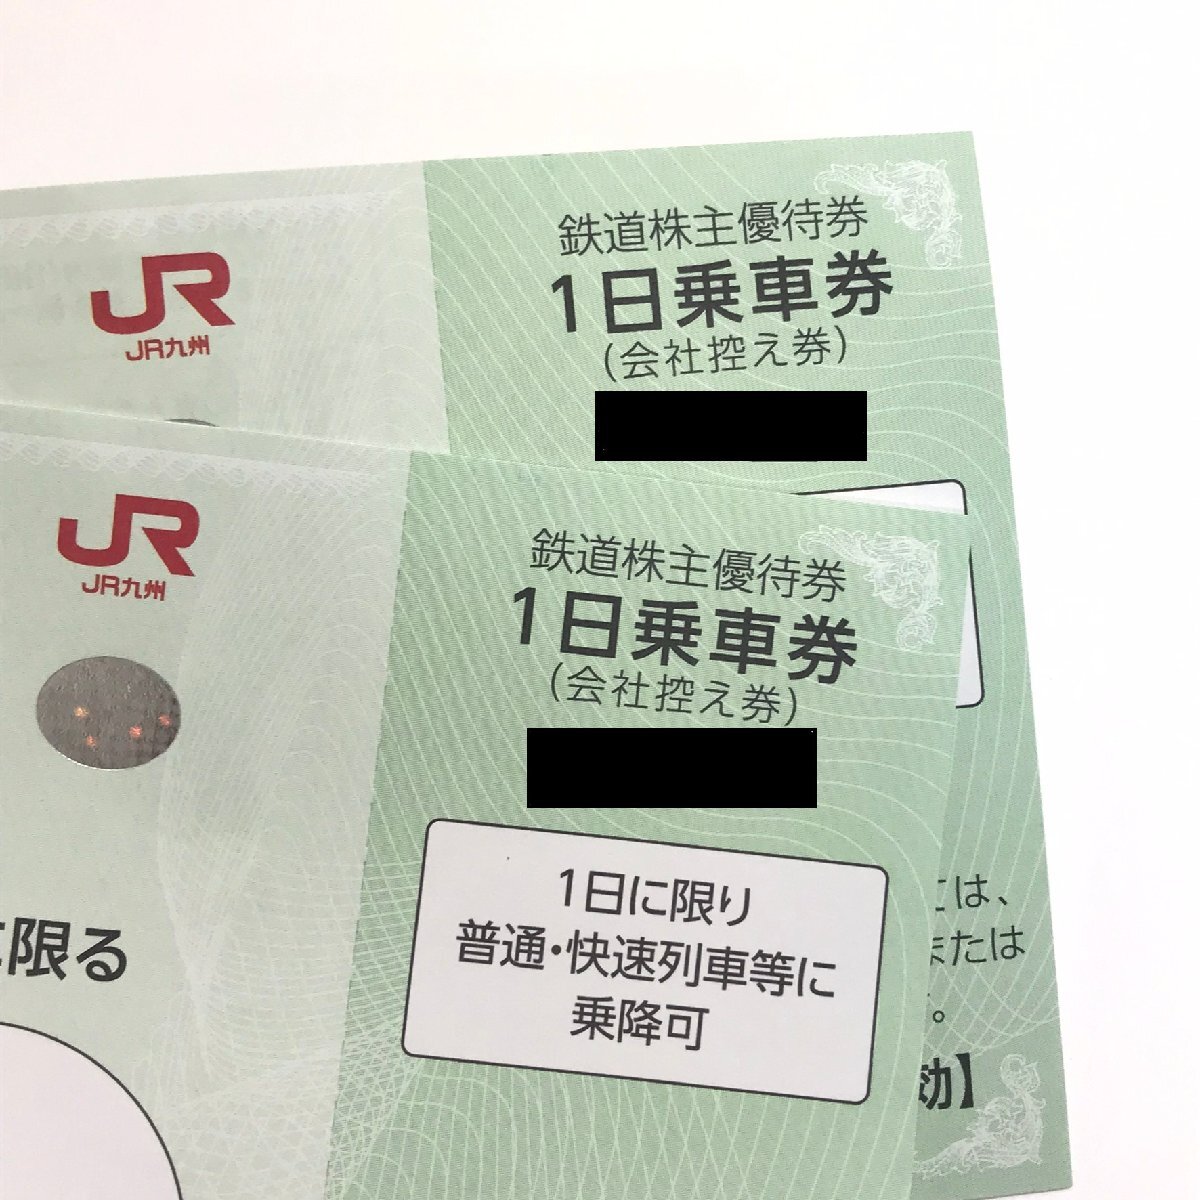 JR
JR九州
鉄道株主優待券
1日乗車券
(会社控え券)
JR
JR九州
鉄道株主優待券
1日乗車券
(会社控え券)
1日に限り
普通・快速列車等に
乗降可
に限る
には、
または
。
効】